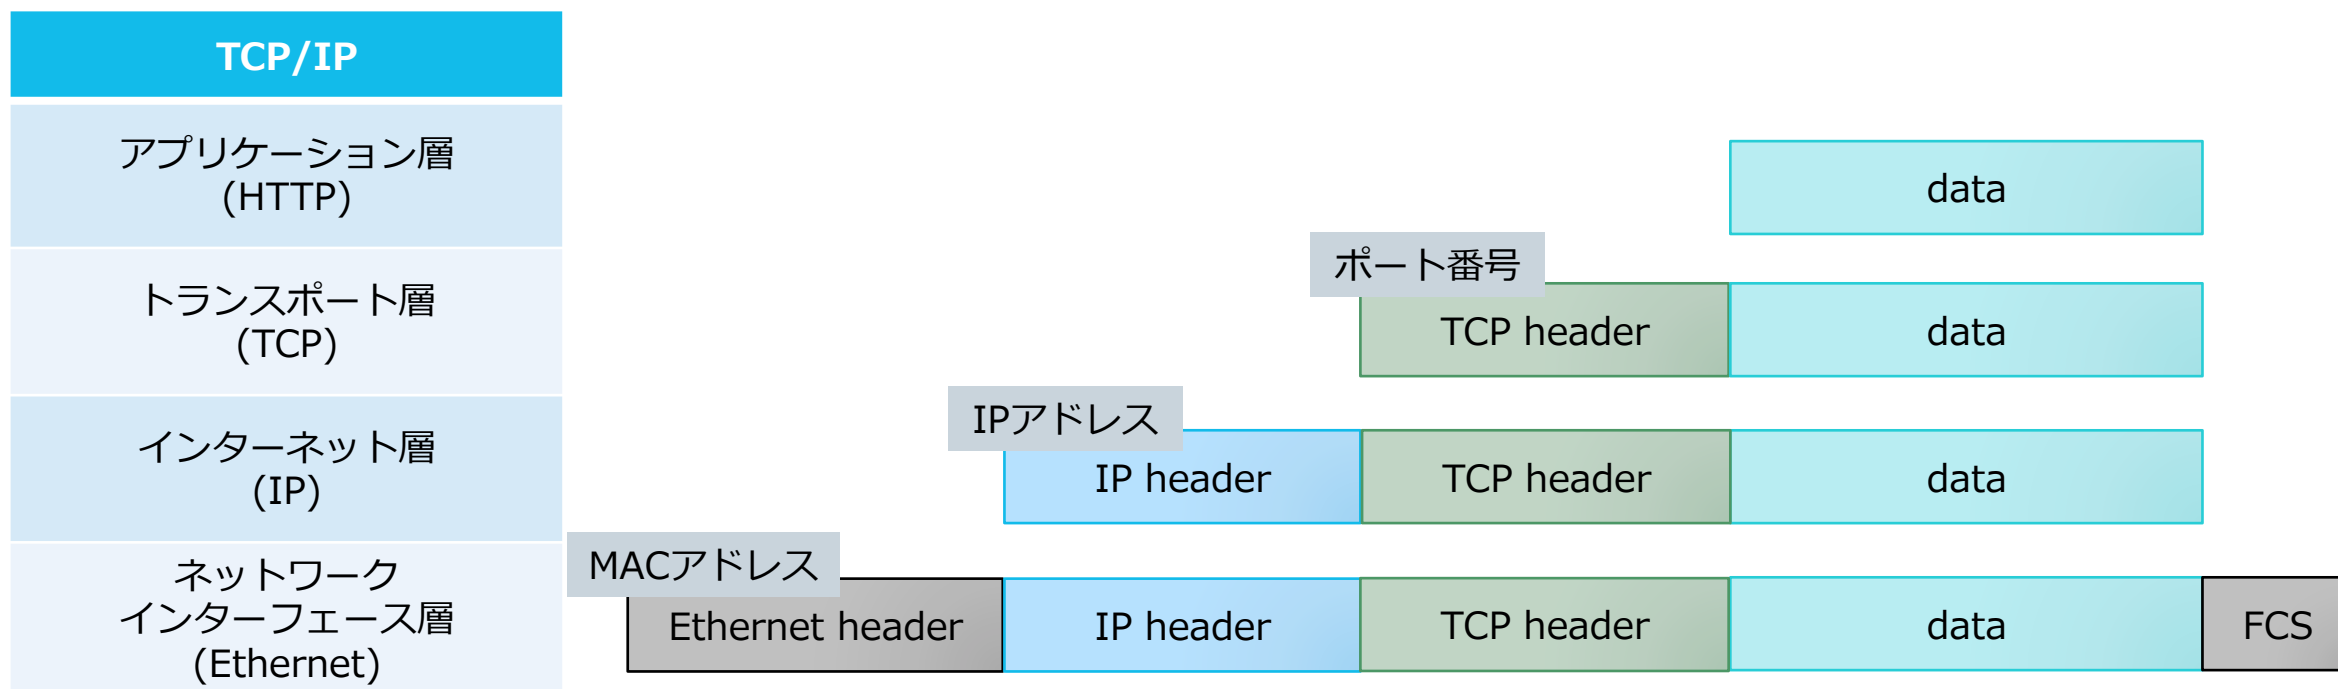 TCP/IP
アプリケーション層
(HTTP)
data
ポート番号
トランスポート層
(TCP)
TCP header
data
IPアドレス
インターネット層
(IP)
IP header
TCP header
data
MACアドレス
ネットワーク
インターフェース層
(Ethernet)
Ethernet header
IP header
TCP header
data
FCS